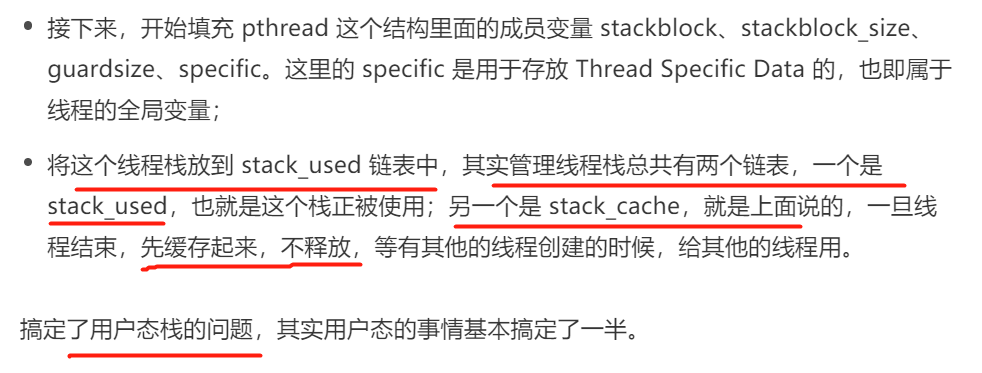 接下来，开始填充 pthread 这个结构里面的成员变量 stackblock、stackblock_size、
guardsize、specific。这里的 specific 是用于存放 Thread Specific Data 的，也即属于
线程的全局变量；
将这个线程栈放到 stack_used 链表中，其实管理线程栈总共有两个链表，一个是
stack_used，也就是这个栈正被使用；另一个是 stack_cache，就是上面说的，一旦线
程结束，先缓存起来，不释放，等有其他的线程创建的时候，给其他的线程用。
搞定了用户态栈的问题，其实用户态的事情基本搞定了一半。